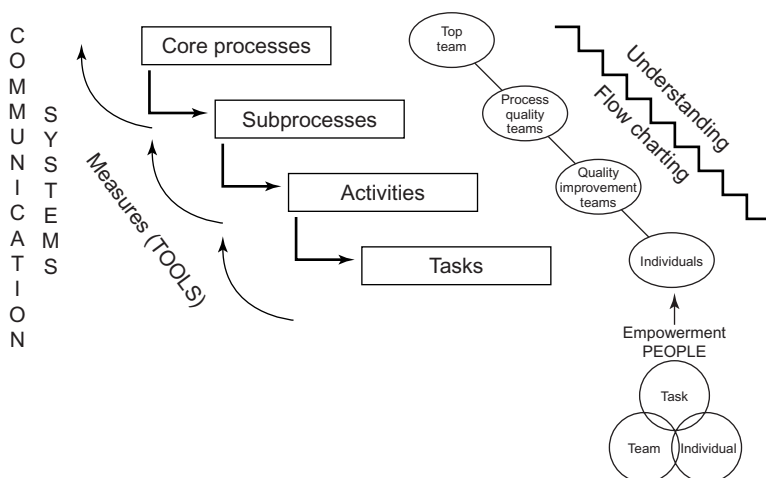 COMMUNICATION
SYSTEMS
Measures (TOOLS)
Core processes
Subprocesses
Activities
Tasks
Top
team
Process
quality
teams
Quality
improvement
teams
Individuals
Understanding
Flow charting
Empowerment
PEOPLE
Task
Team
Individual